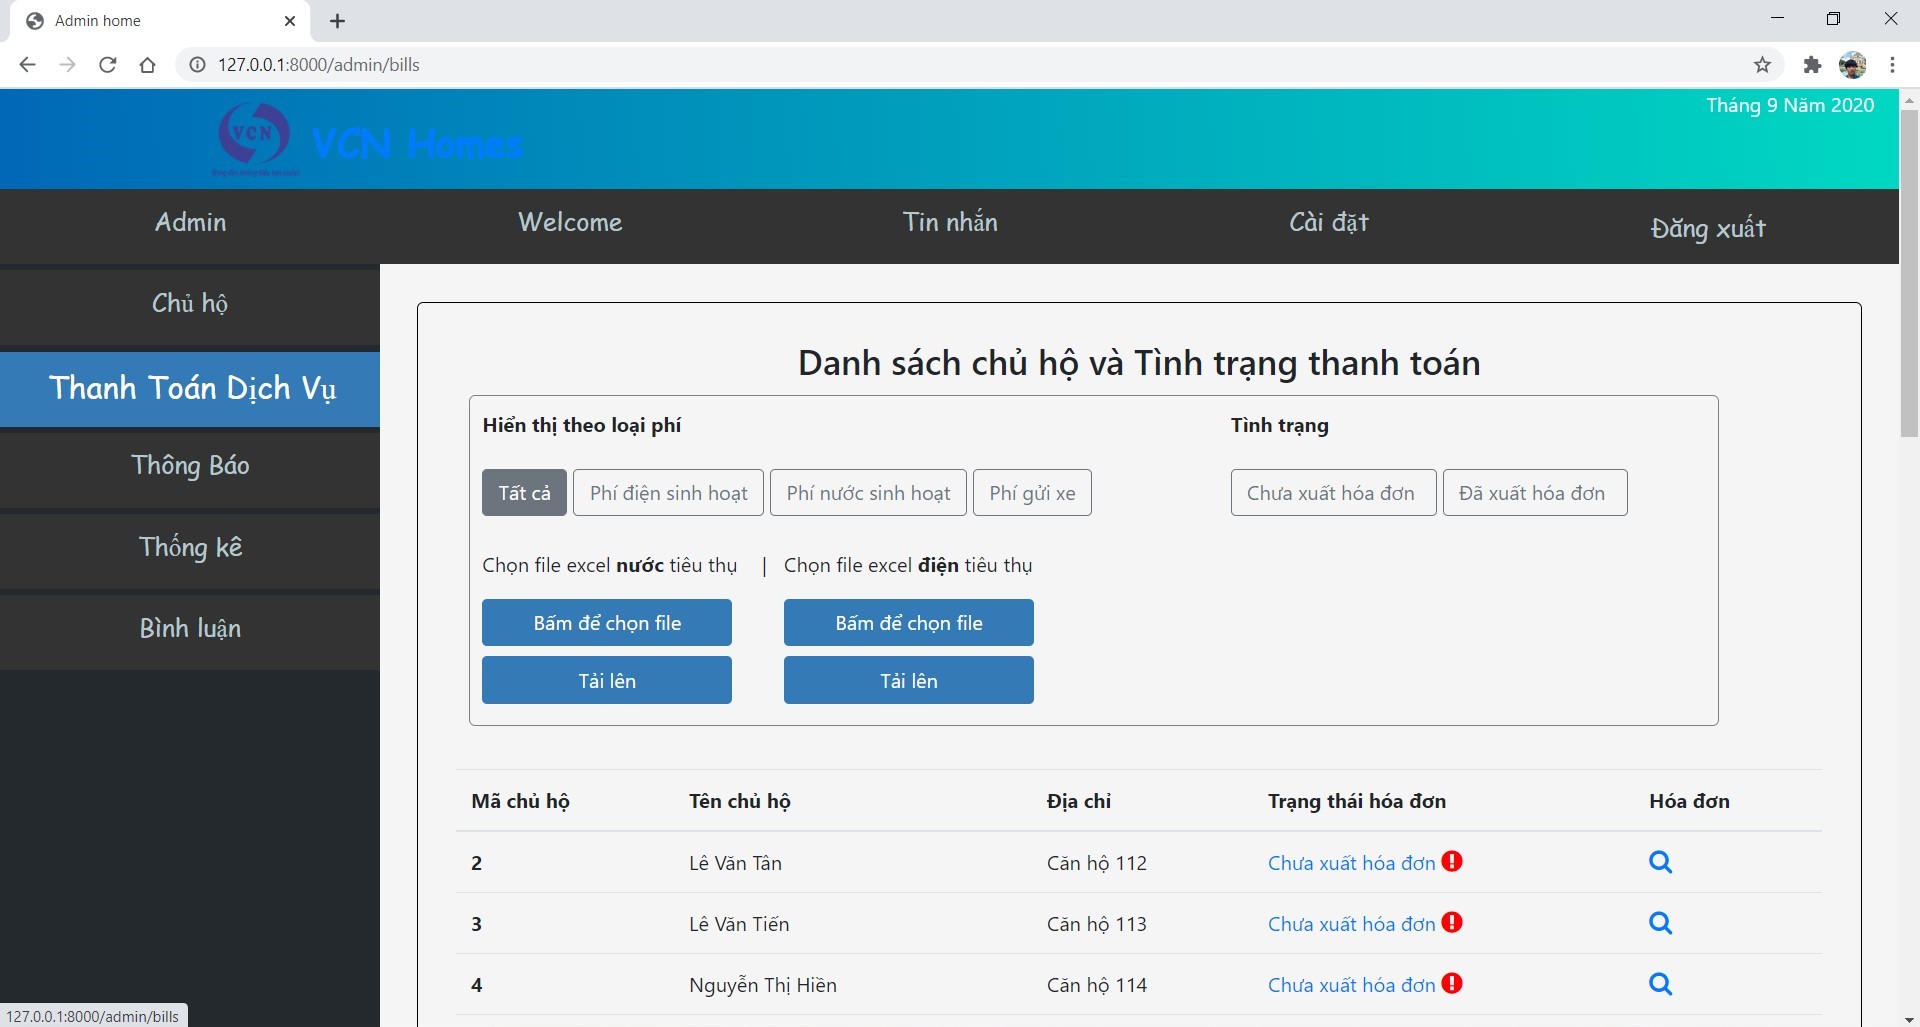 Admin home
127.0.0.1:8000/admin/bills
Tháng 9 Năm 2020
VCN
VCN Homes
Admin
Welcome
Tin nhắn
Cài đặt
Đăng xuất
Chủ hộ
Thanh Toán Dịch Vụ
Thông Báo
Thống kê
Bình luận
Danh sách chủ hộ và Tình trạng thanh toán
Hiển thị theo loại phí
Tình trạng
Tất cả
Phí điện sinh hoạt
Phí nước sinh hoạt
Phí gửi xe
Chưa xuất hóa đơn
Đã xuất hóa đơn
Chọn file excel nước tiêu thụ | Chọn file excel điện tiêu thụ
Bấm để chọn file
Bấm để chọn file
Tải lên
Tải lên
Mã chủ hộ Tên chủ hộ Địa chỉ Trạng thái hóa đơn Hóa đơn
2 Lê Văn Tân Căn hộ 112 Chưa xuất hóa đơn
3 Lê Văn Tiến Căn hộ 113 Chưa xuất hóa đơn
4 Nguyễn Thị Hiền Căn hộ 114 Chưa xuất hóa đơn
127.0.0.1:8000/admin/bills